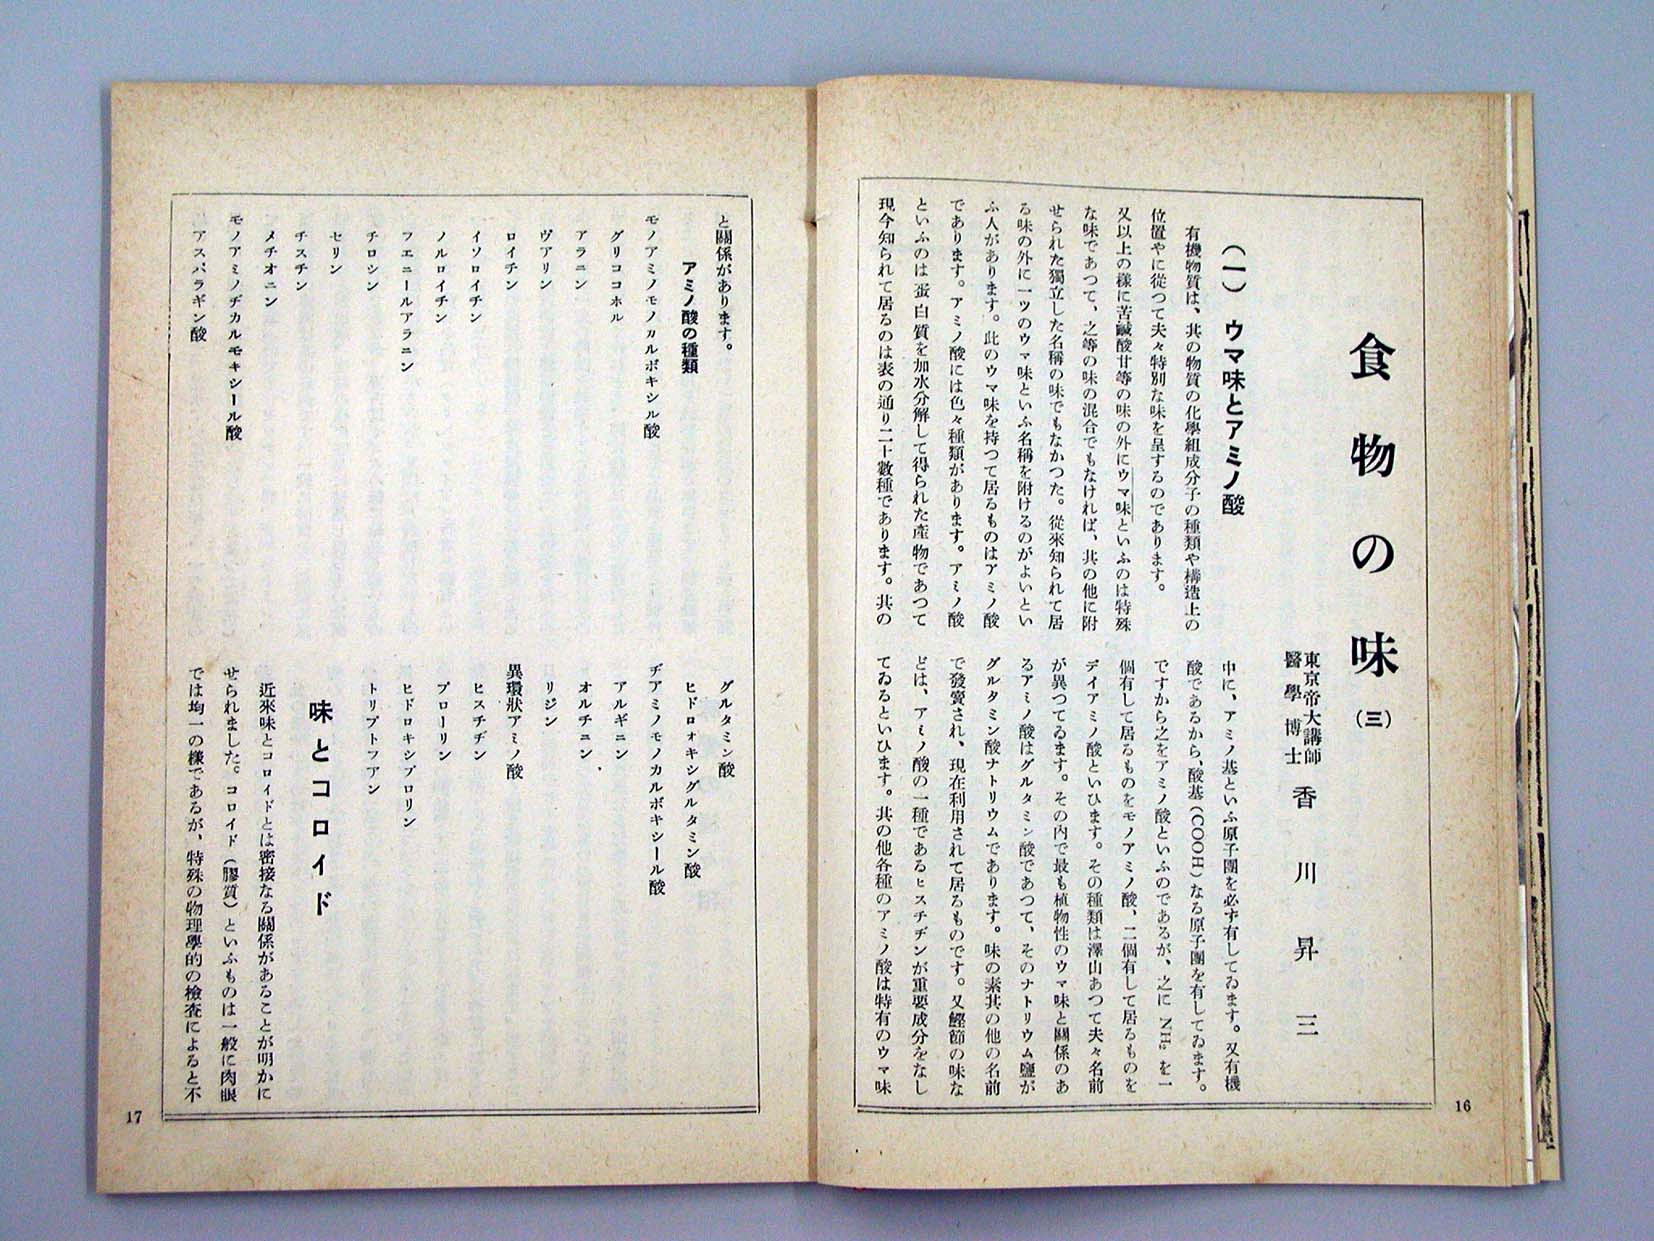 食物の味（三）
東京帝大講師
醫學博士 香川昇三
（一）ウマ味とアミノ酸
有機物質は、其の物質の化學組成分子の種類や構造上の
位置やに從つて夫々特別な味を呈するのであります。
又以上の樣に苦鹹酸甘等の味の外にウマ味といふのは特殊
な味であつて、之等の味の混合でもなければ、其の他に附
せられた獨立した名稱の味でもなかつた。從來知られて居
る味の外に一ツのウマ味といふ名稱を附けるのがよいとい
ふ人があります。此のウマ味を持つて居るものはアミノ酸
であります。アミノ酸には色々種類があります。アミノ酸
といふのは蛋白質を加水分解して得られた產物であつて
現今知られて居るのは表の通り二十數種であります。其の
中に、アミノ基といふ原子團を必ず有してゐます。又有機
酸であるから、酸基（COOH）なる原子團を有してゐます。
ですから之をアミノ酸といふのであるが、之に NH₂ を一
個有して居るものをモノアミノ酸、二個有して居るものを
デイアミノ酸といひます。その種類は澤山あつて夫々名前
が異つてゐます。その内で最も植物性のウマ味と關係のあ
るアミノ酸はグルタミン酸であつて、そのナトリウム鹽が
グルタミン酸ナトリウムであります。味の素其の他の名前
で發賣され、現在利用されて居るものです。又鰹節の味な
どは、アミノ酸の一種であるヒスチヂンが重要成分をなし
てゐるといひます。其の他各種のアミノ酸は特有のウマ味
16
と關係があります。
アミノ酸の種類
モノアミノモノカルボキシル酸
グリココホル
アラニン
ヴアリン
ロイチン
イソロイチン
ノルロイチン
フエニールアラニン
チロシン
セリン
チスチン
メチオニン
モノアミノヂカルモキシール酸
アスパラギン酸
グルタミン酸
ヒドロオキシグルタミン酸
ヂアミノモノカルボキシール酸
アルギニン
オルチニン
リジン
異環狀アミノ酸
ヒスチヂン
プローリン
ヒドロキシプロリン
トリプトフアン
味とコロイド
近來味とコロイドとは密接なる關係があることが明かに
せられました。コロイド（膠質）といふものは一般に肉眼
では均一の樣であるが、特殊の物理學的の檢査によると不
17